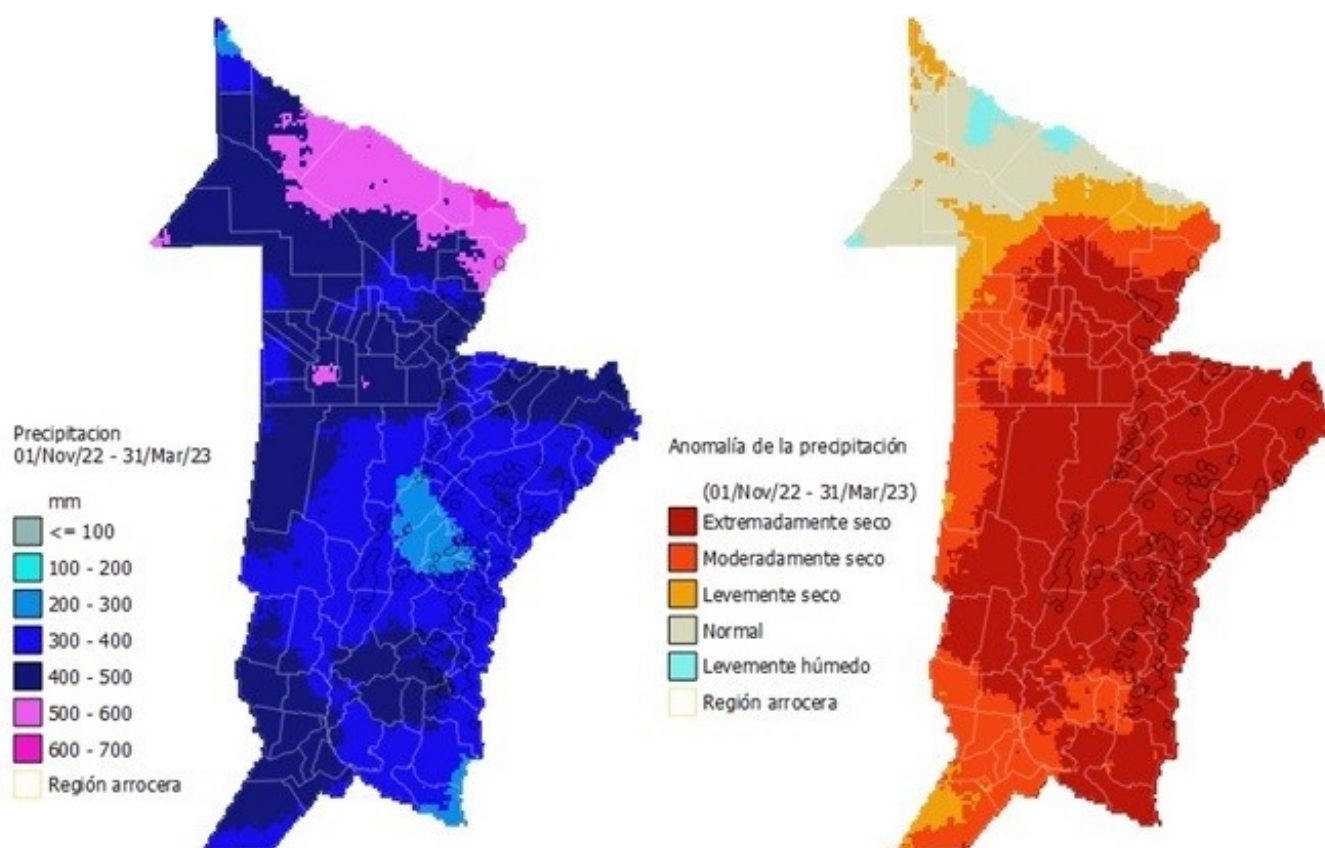 Precipitacion
01/Nov/22 - 31/Mar/23
mm
<= 100
100 - 200
200 - 300
300 - 400
400 - 500
500 - 600
600 - 700
Región arrocera
Anomalía de la precipitación
(01/Nov/22 - 31/Mar/23)
Extremadamente seco
Moderadamente seco
Levemente seco
Normal
Levemente húmedo
Región arrocera